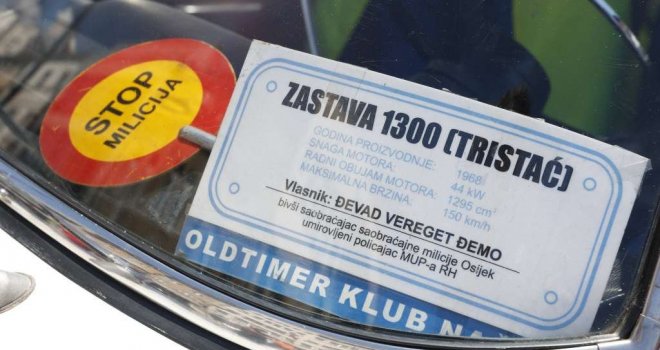 STOP
MILICIJA
ZASTAVA 1300 (TRISTAĆ)
GODINA PROIZVODNJE: 1968.
SNAGA MOTORA: 44 kW
RADNI OBUJAM MOTORA: 1295 cm³
MAKSIMALNA BRZINA: 150 km/h
Vlasnik: ĐEVAD VEREGET ĐEMO
bivši saobraćajac saobraćajne milicije Osijek
umirovljeni policajac MUP-a RH
OLDTIMER KLUB